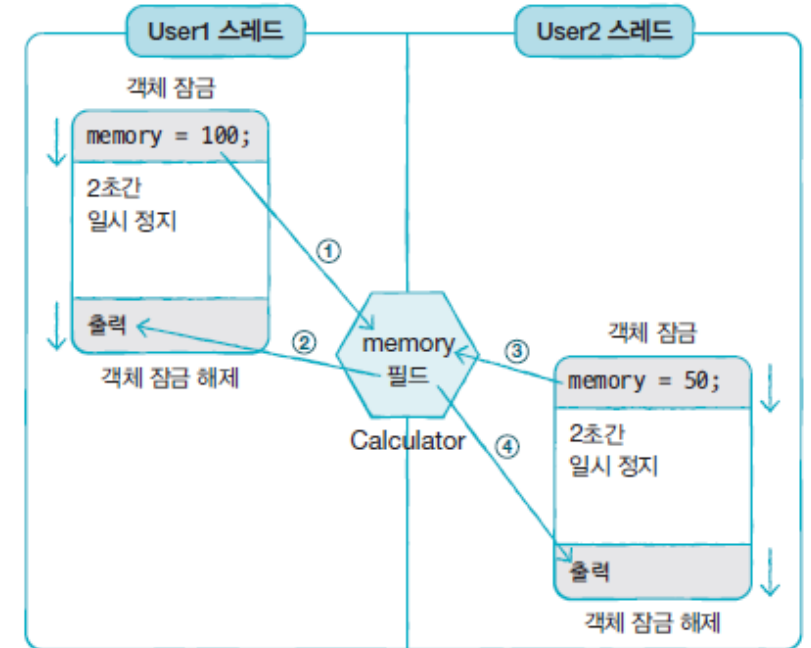 User1 스레드
객체 잠금
memory = 100;
2초간
일시 정지
①
출력
②
객체 잠금 해제
memory
필드
Calculator
User2 스레드
객체 잠금
③
memory = 50;
2초간
일시 정지
④
출력
객체 잠금 해제